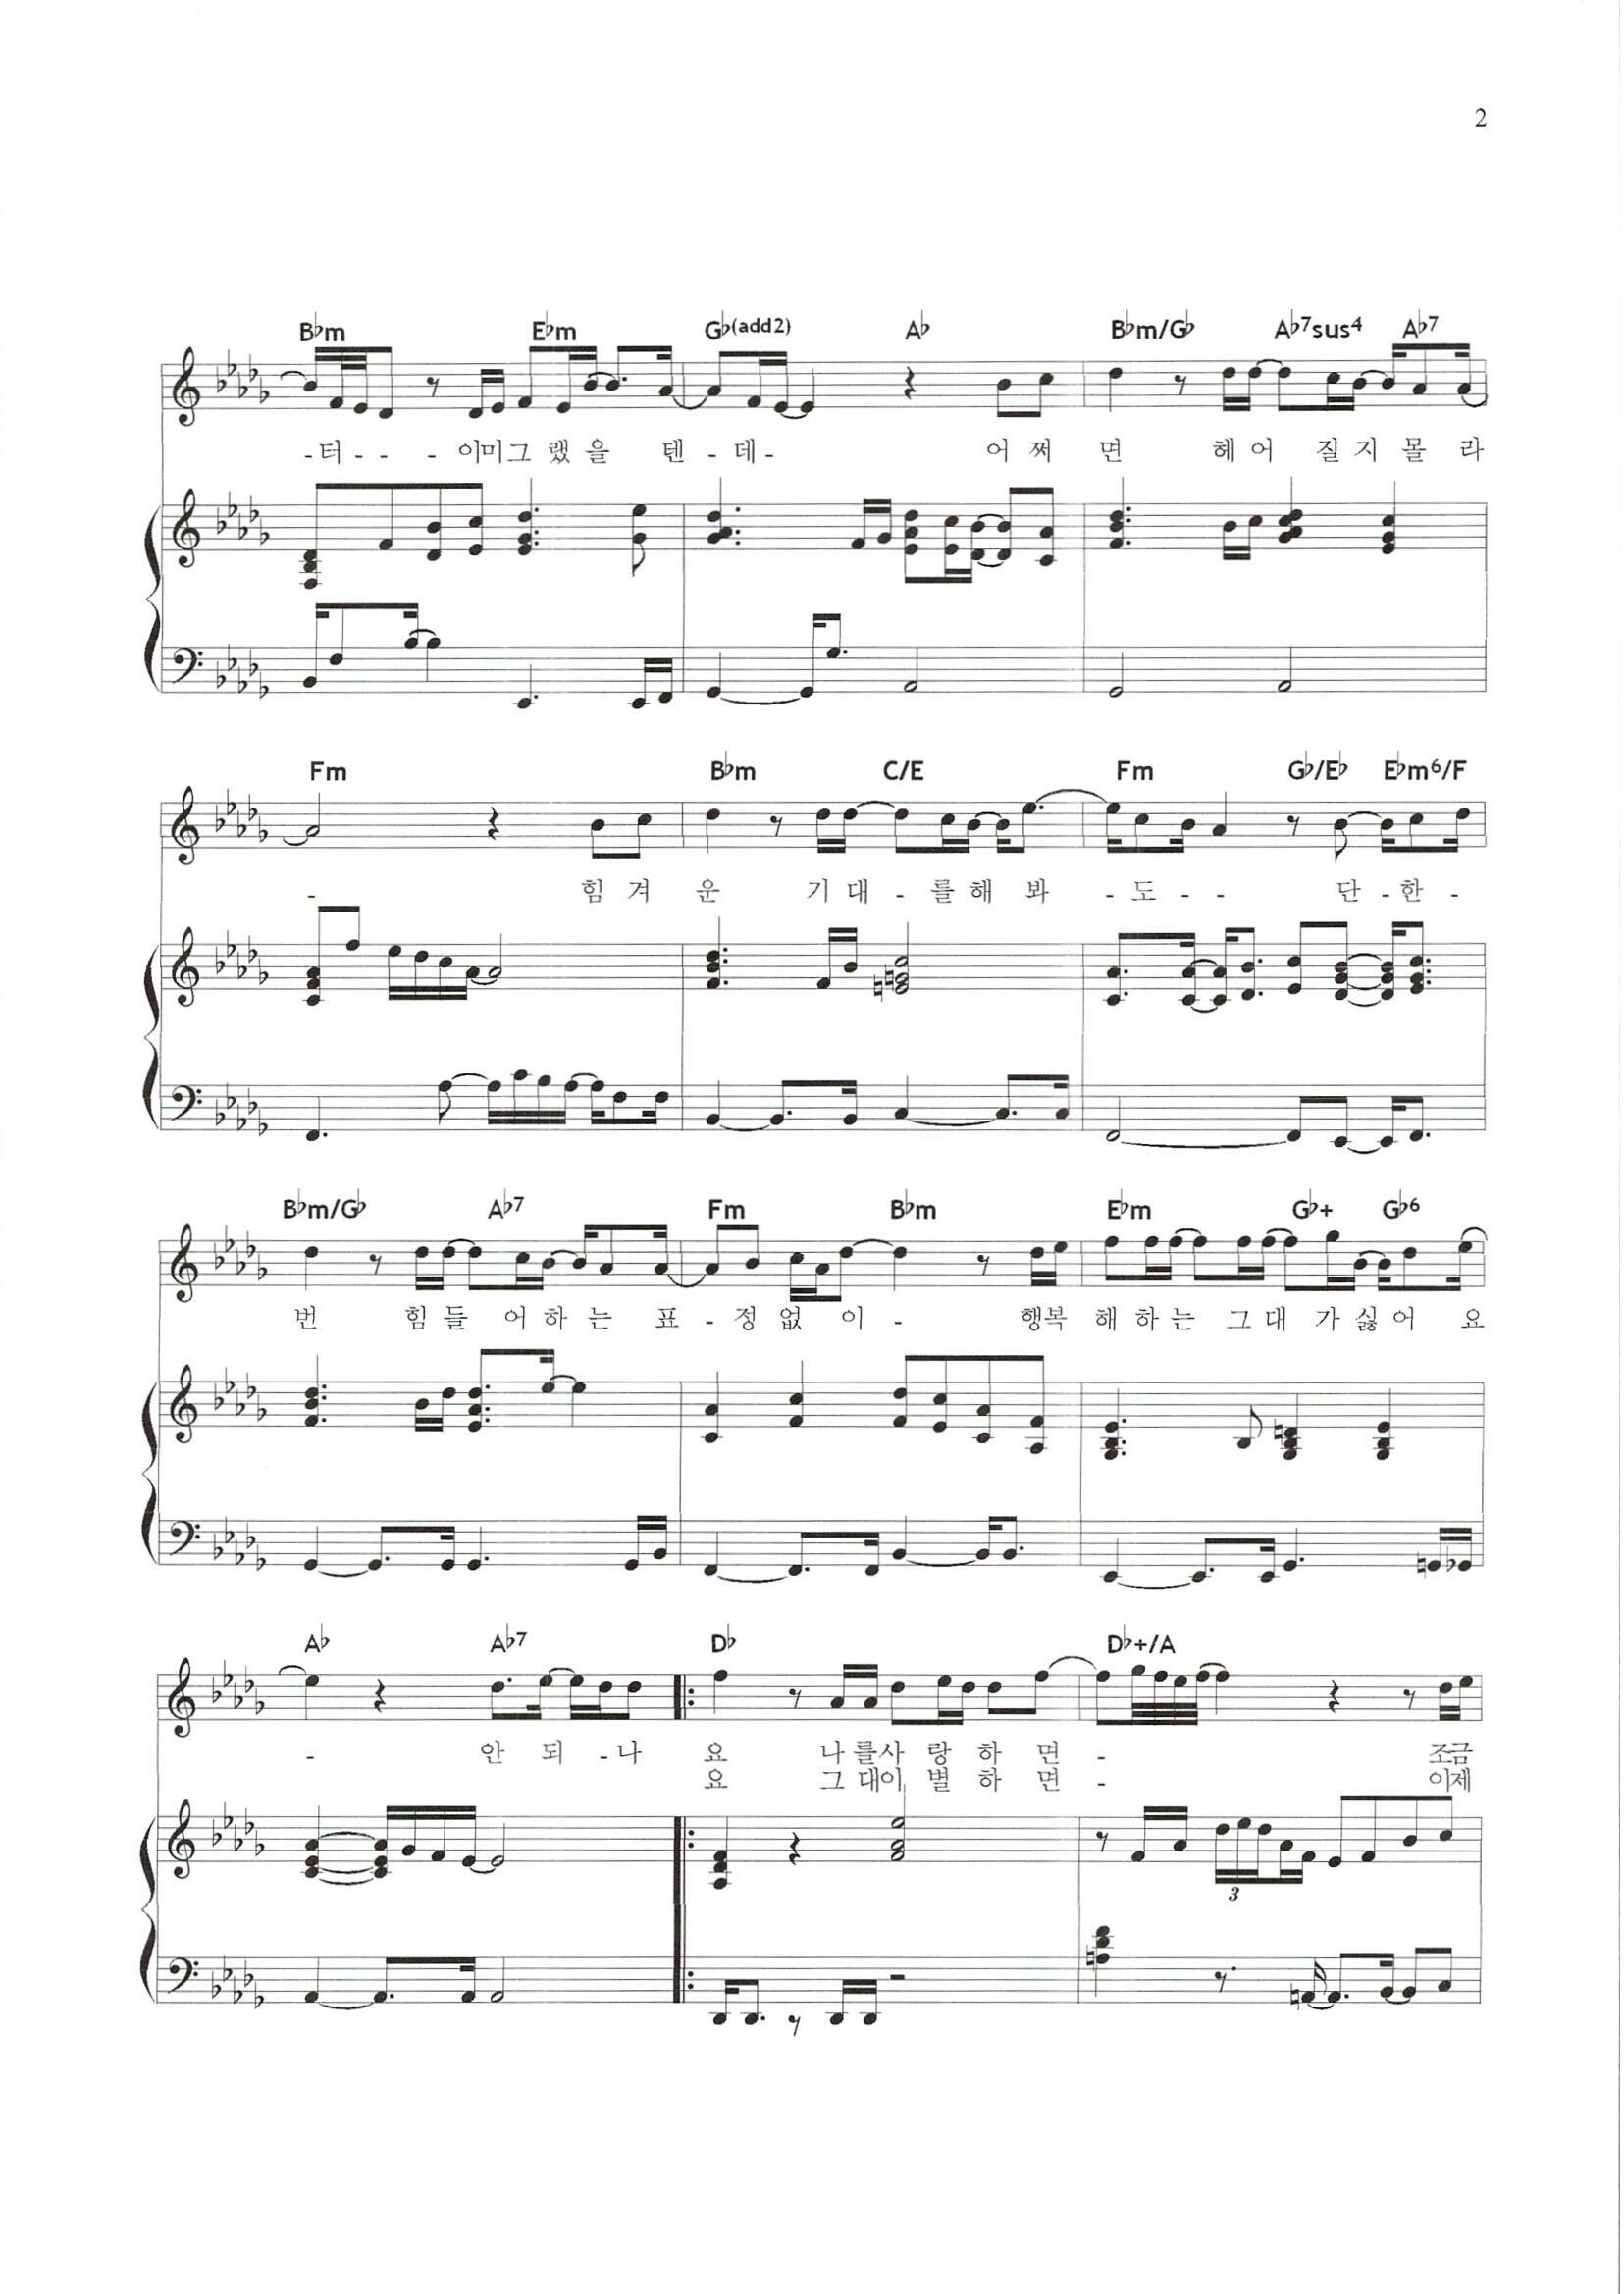 2
B♭m E♭m G♭(add2) A♭ B♭m/G♭ A♭7sus4 A♭7
-터- - -이미그 랬 을 텐 - 데- 어 쩌 면 헤 어 질 지 몰 라
Fm B♭m C/E Fm G♭/E♭ E♭m6/F
- 힘 겨 운 기 대 - 를해 봐 - 도 - - 단 -한 -
B♭m/G♭ A♭7 Fm B♭m E♭m G♭+ G♭6
번 힘 들 어 하 는 표 - 정 없 이 - 행복 해 하 는 그 대 가 싫 어 요
A♭ A♭7 D♭ D♭+/A
- 안 되 -나 요 나 를사 랑 하 면 - 조금
요 그 대이 별 하 면 - 이제
3